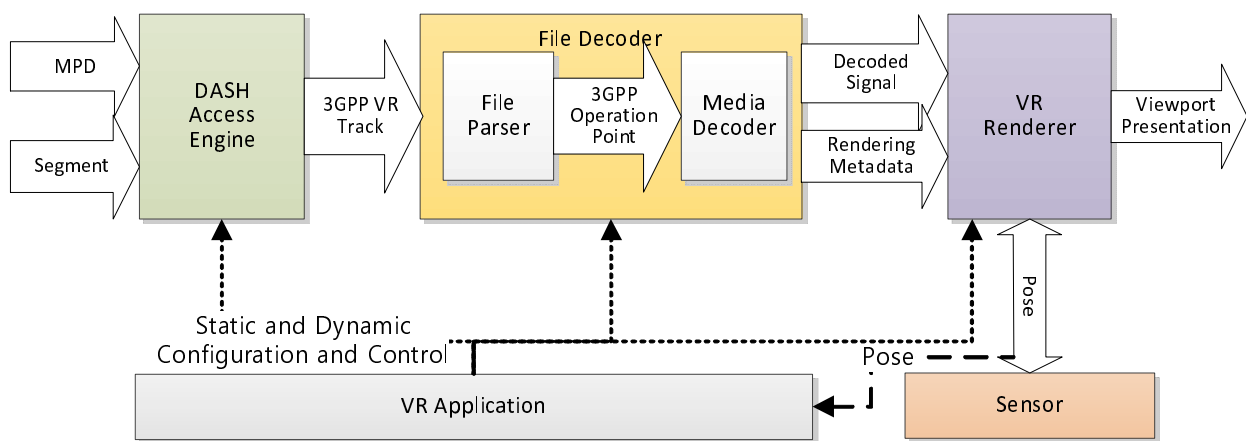 MPD
Segment
DASH
Access
Engine
3GPP VR
Track
File Decoder
File
Parser
3GPP
Operation
Point
Media
Decoder
Decoded
Signal
Rendering
Metadata
VR
Renderer
Viewport
Presentation
Pose
Static and Dynamic
Configuration and Control
Pose
VR Application
Sensor